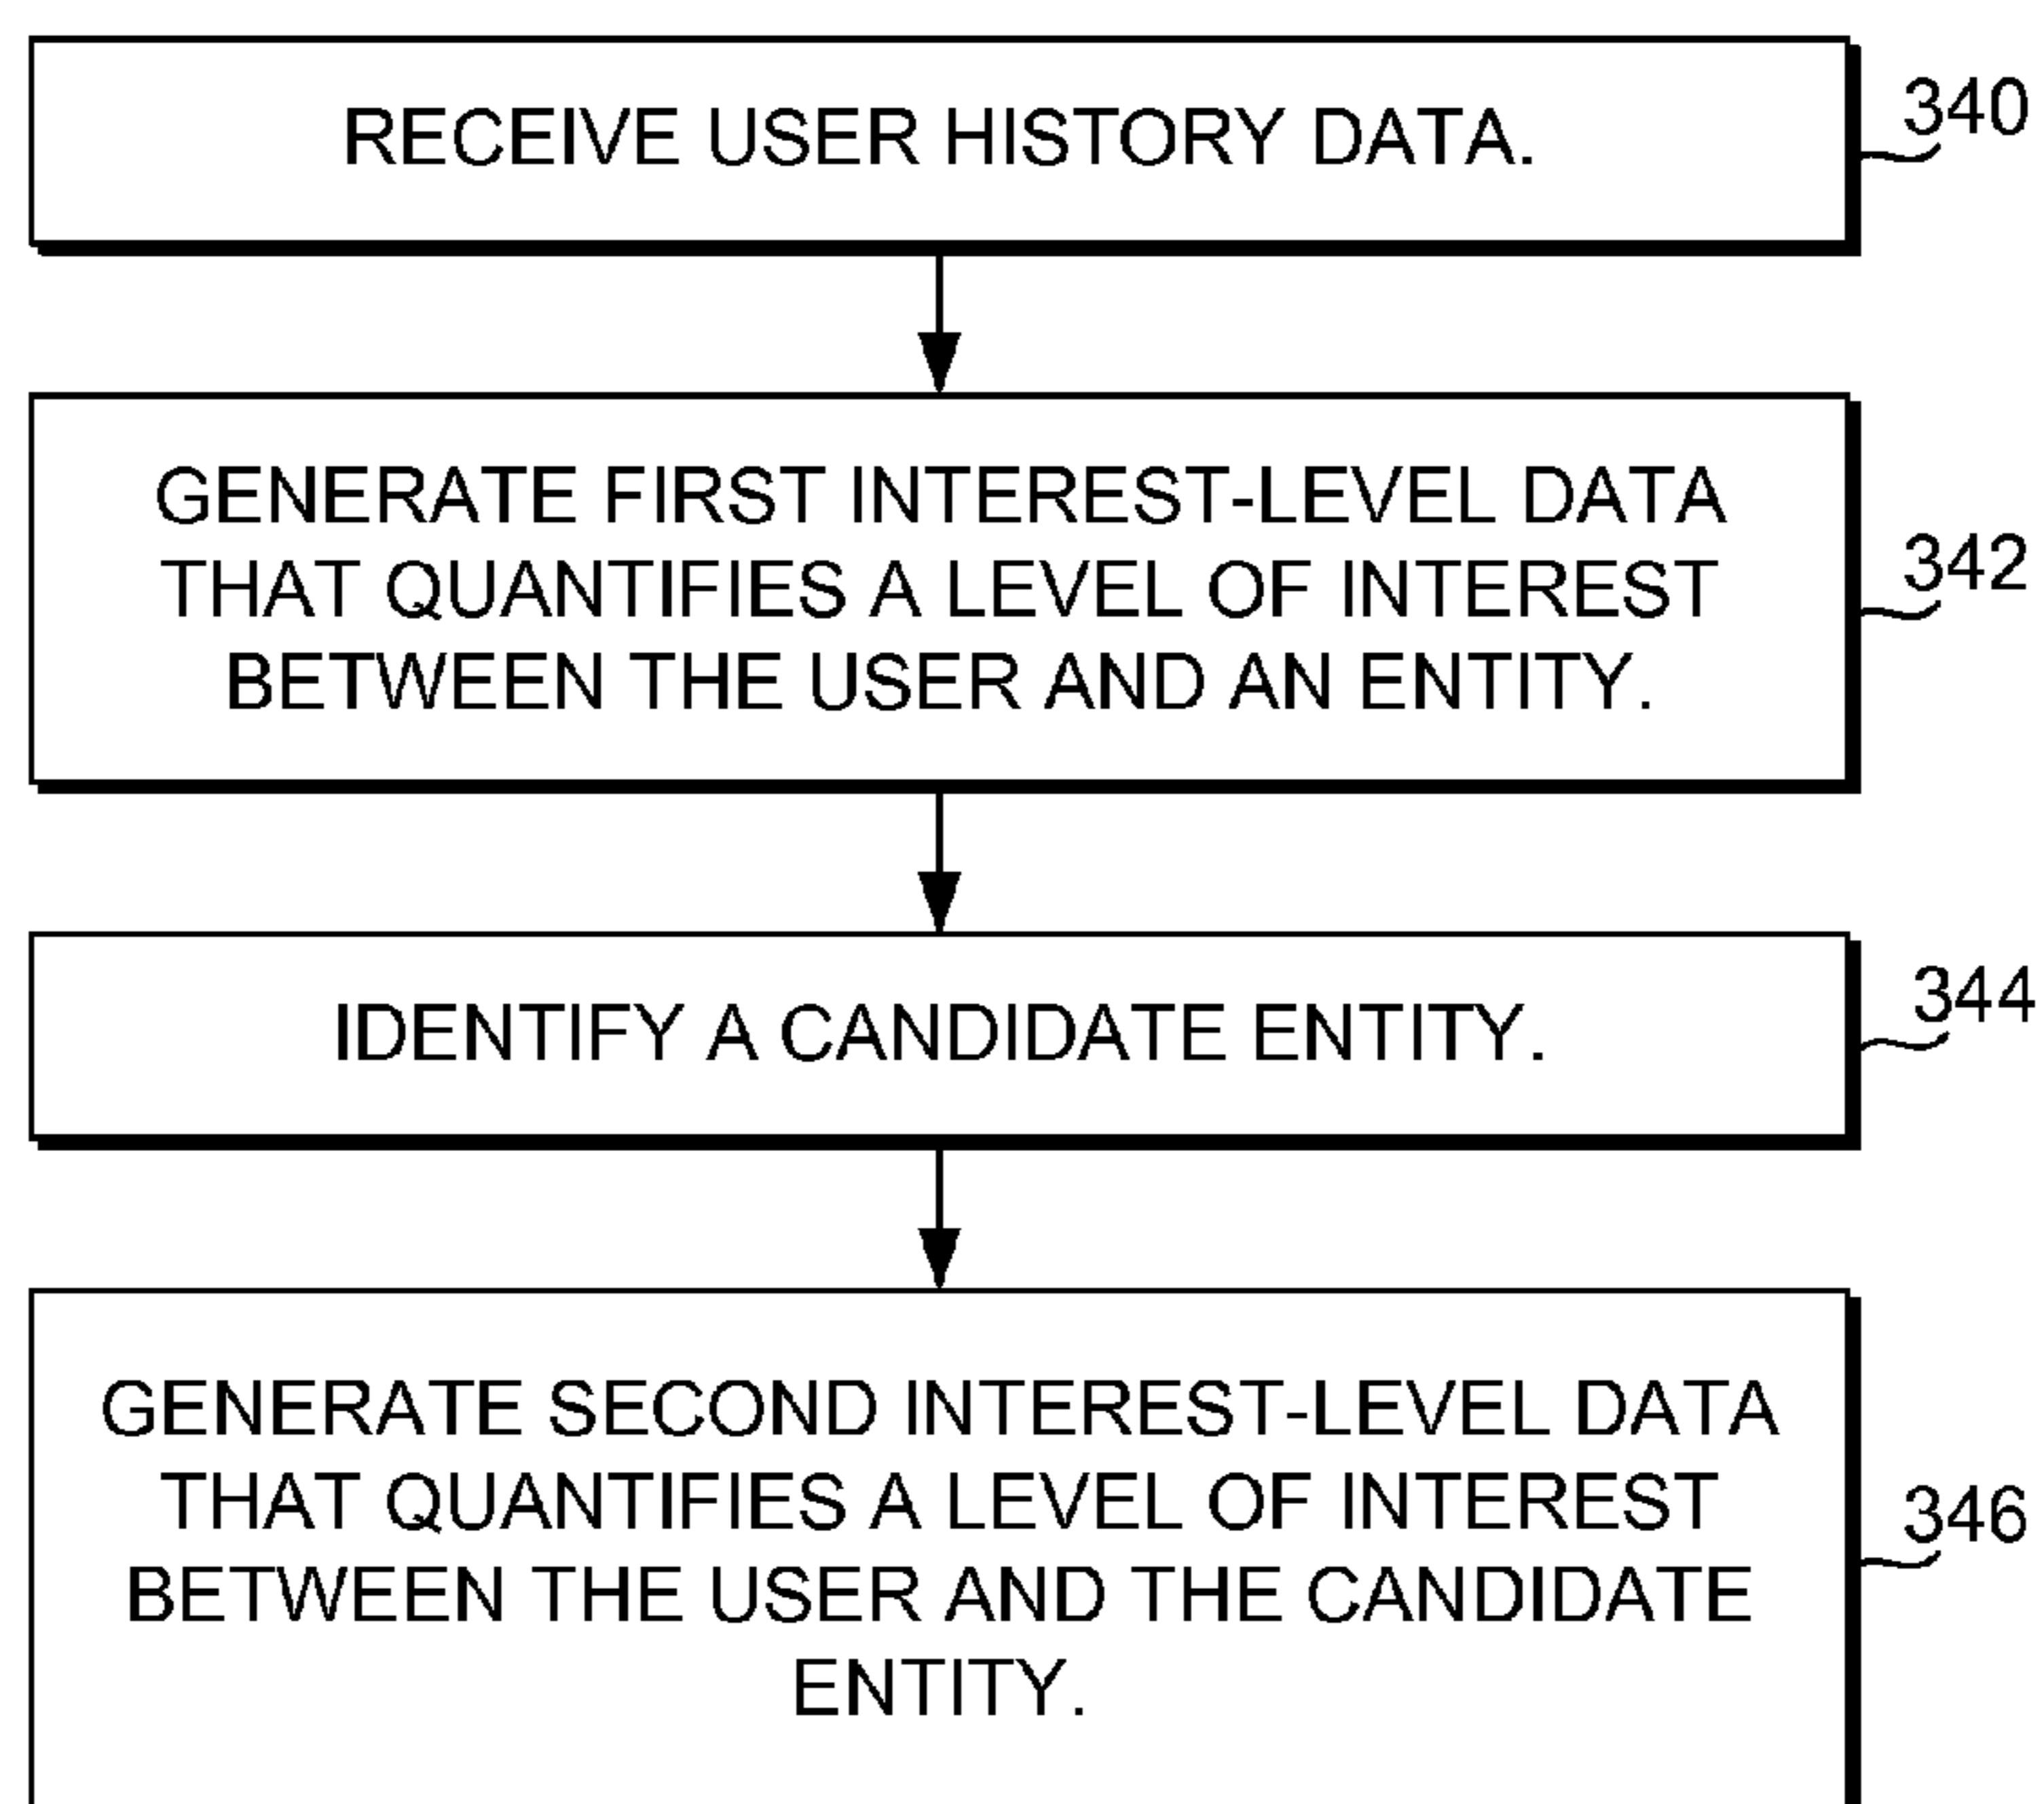 RECEIVE USER HISTORY DATA.
340
GENERATE FIRST INTEREST-LEVEL DATA
THAT QUANTIFIES A LEVEL OF INTEREST
BETWEEN THE USER AND AN ENTITY.
342
IDENTIFY A CANDIDATE ENTITY.
344
GENERATE SECOND INTEREST-LEVEL DATA
THAT QUANTIFIES A LEVEL OF INTEREST
BETWEEN THE USER AND THE CANDIDATE
ENTITY.
346